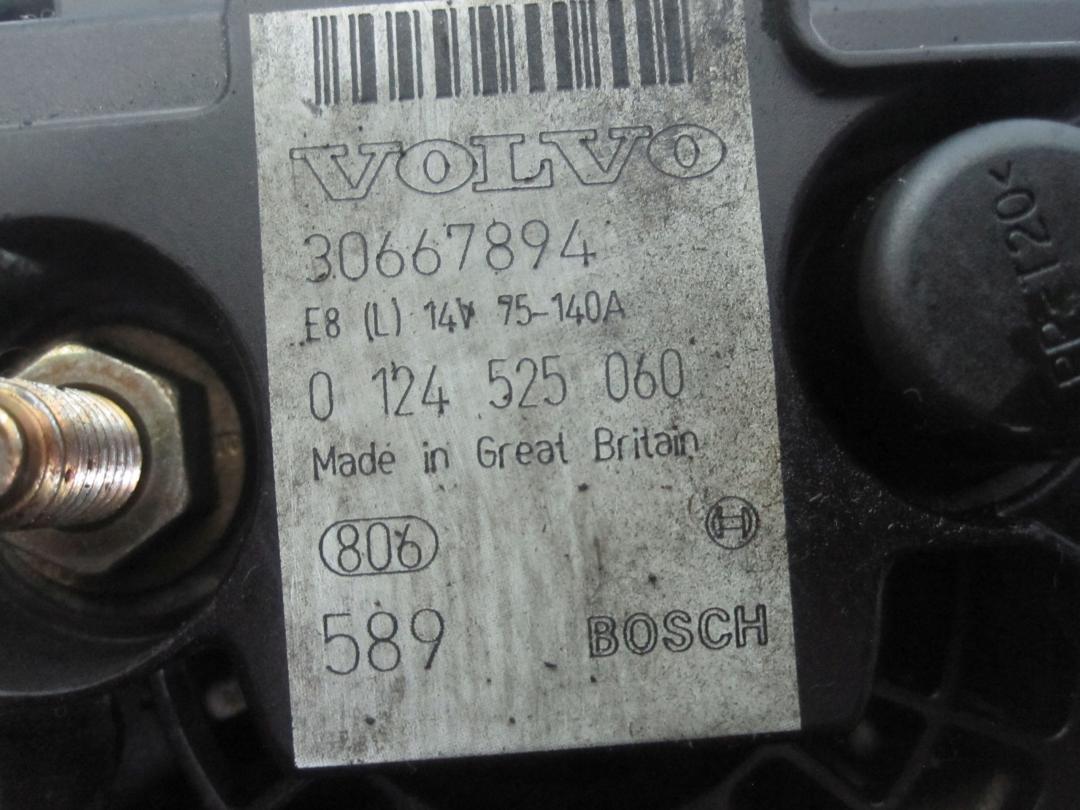 VOLVO
30667894
E8 (L) 14V 75-140A
0 124 525 060
Made in Great Britain
806
589
BOSCH